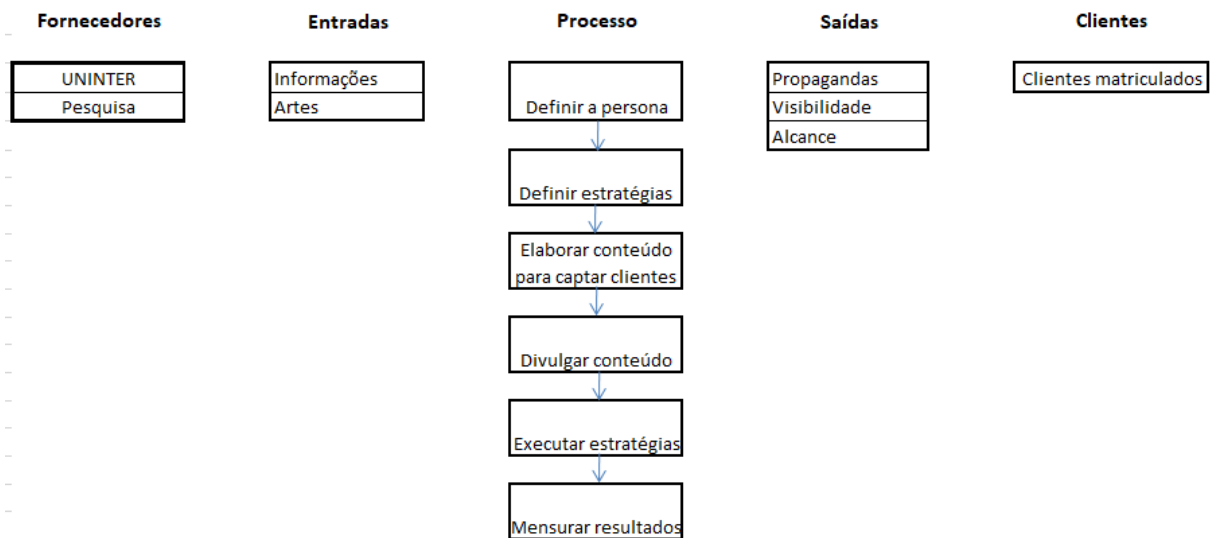 Fornecedores
Entradas
Processo
Saídas
Clientes
UNINTER
Pesquisa
Informações
Artes
Definir a persona
Definir estratégias
Elaborar conteúdo
para captar clientes
Divulgar conteúdo
Executar estratégias
Mensurar resultados
Propagandas
Visibilidade
Alcance
Clientes matriculados